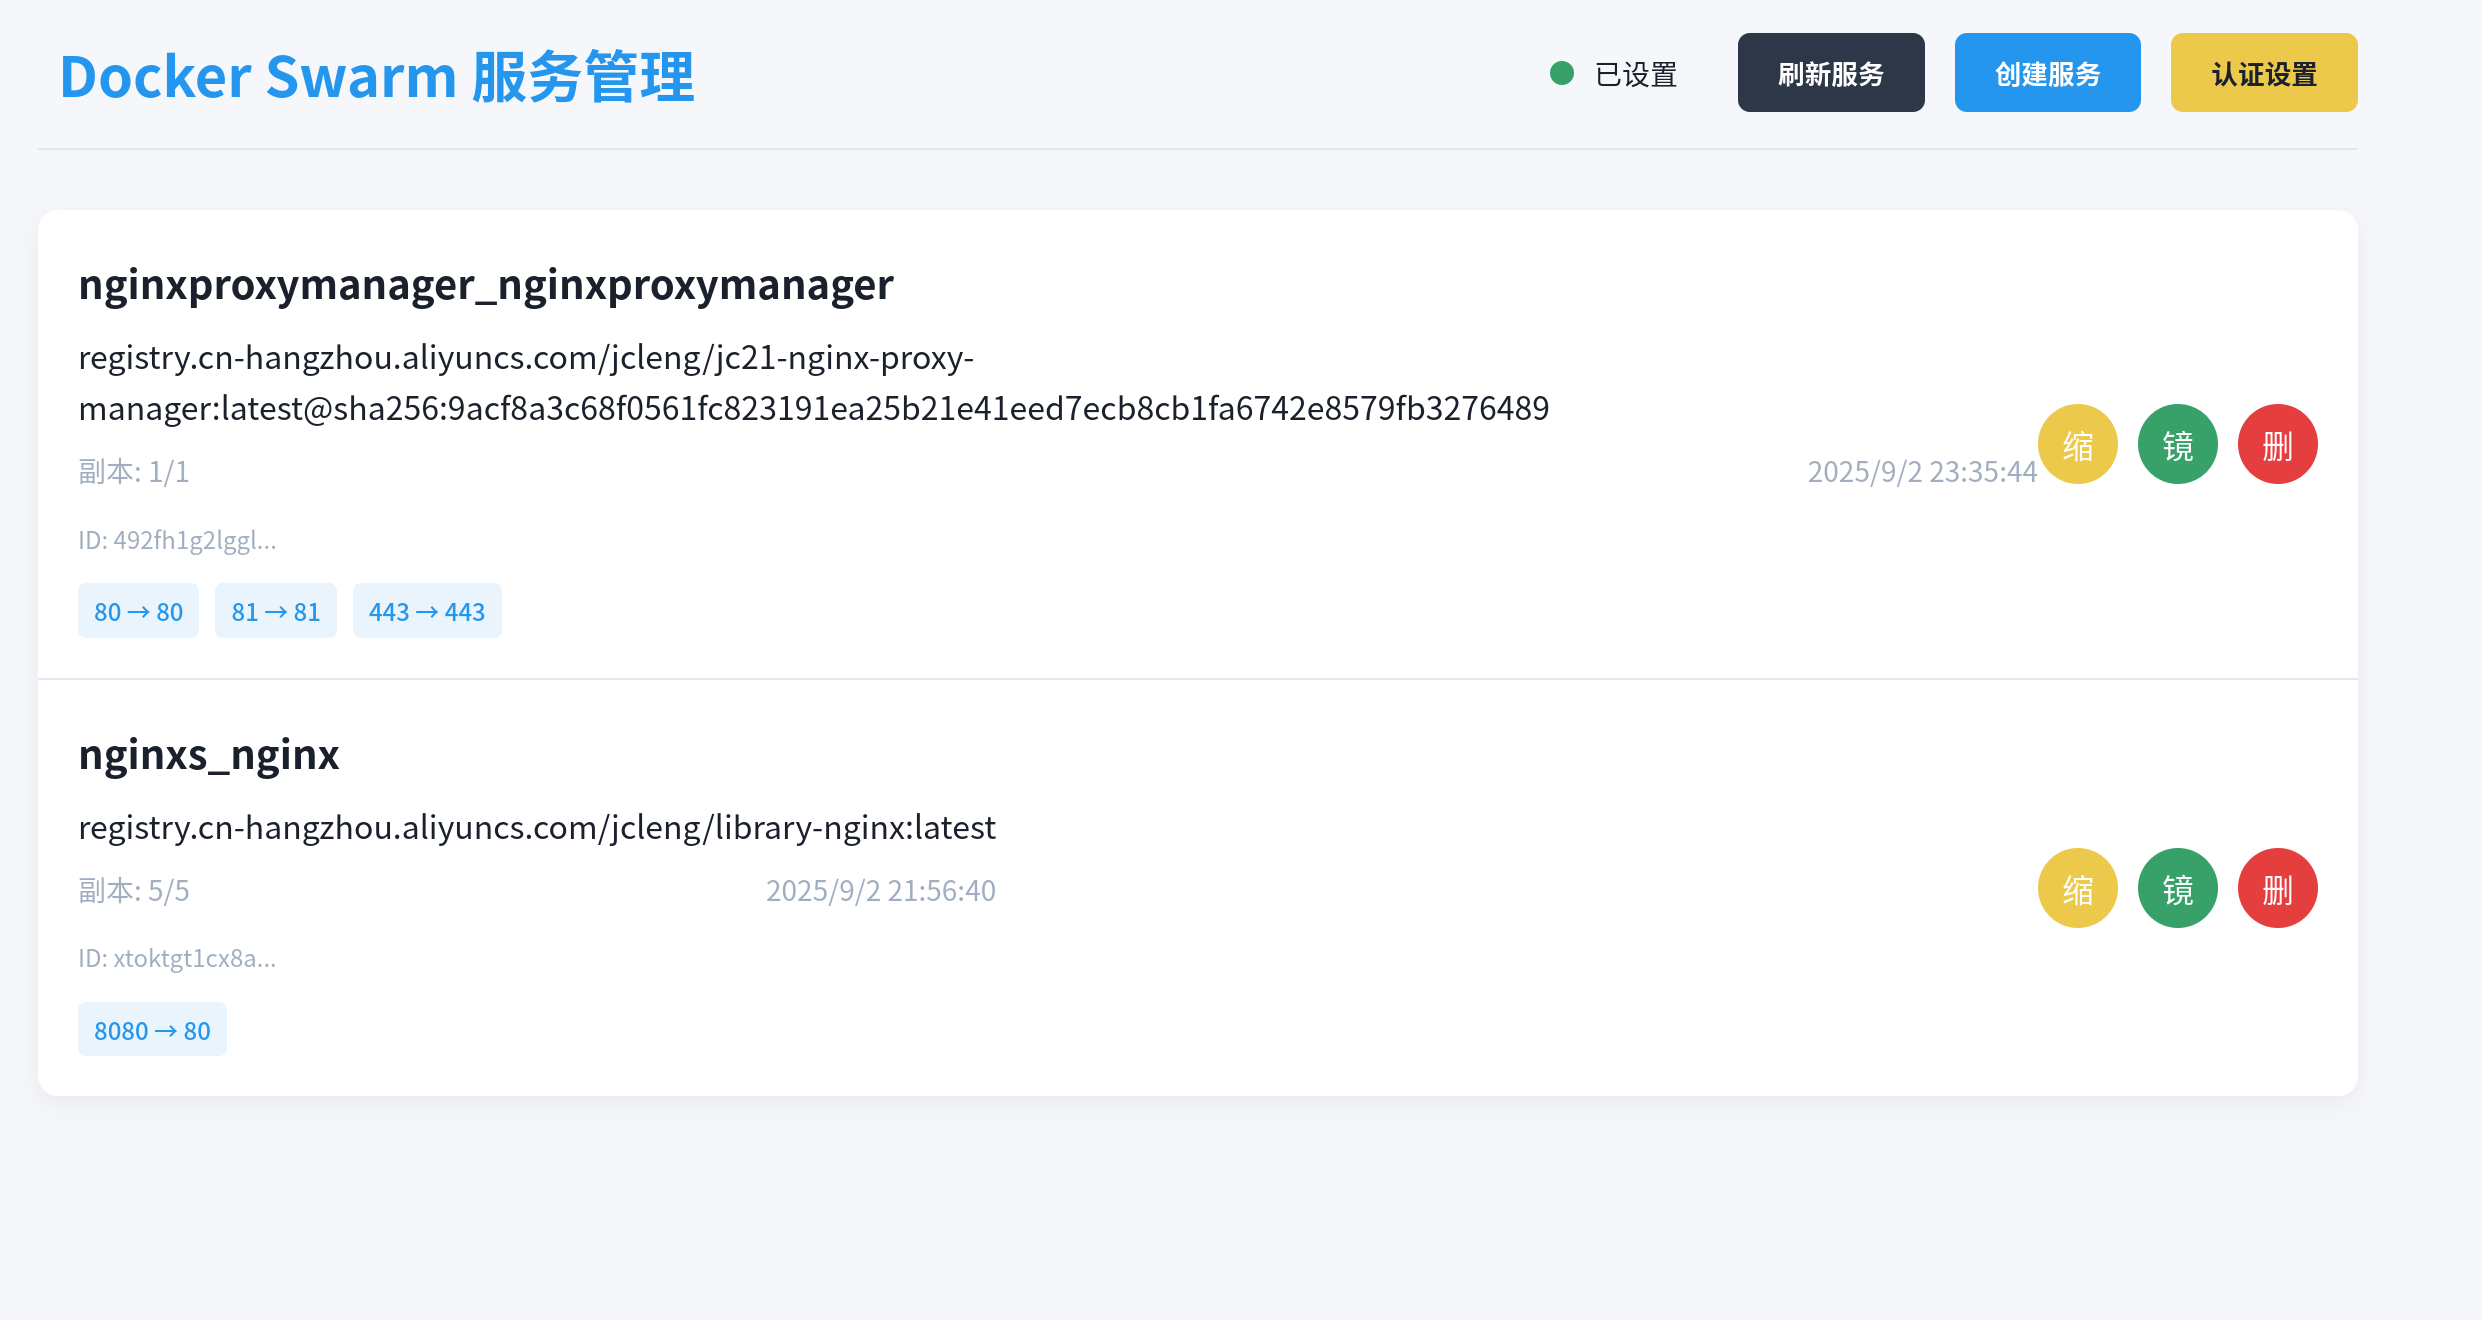 Docker Swarm 服务管理
已设置
刷新服务
创建服务
认证设置
nginxproxymanager_nginxproxymanager
registry.cn-hangzhou.aliyuncs.com/jcleng/jc21-nginx-proxy-
manager:latest@sha256:9acf8a3c68f0561fc823191ea25b21e41eed7ecb8cb1fa6742e8579fb3276489
副本: 1/1
2025/9/2 23:35:44
缩
镜
删
ID: 492fh1g2lggl...
80 → 80
81 → 81
443 → 443
nginxs_nginx
registry.cn-hangzhou.aliyuncs.com/jcleng/library-nginx:latest
副本: 5/5
2025/9/2 21:56:40
缩
镜
删
ID: xtoktgt1cx8a...
8080 → 80